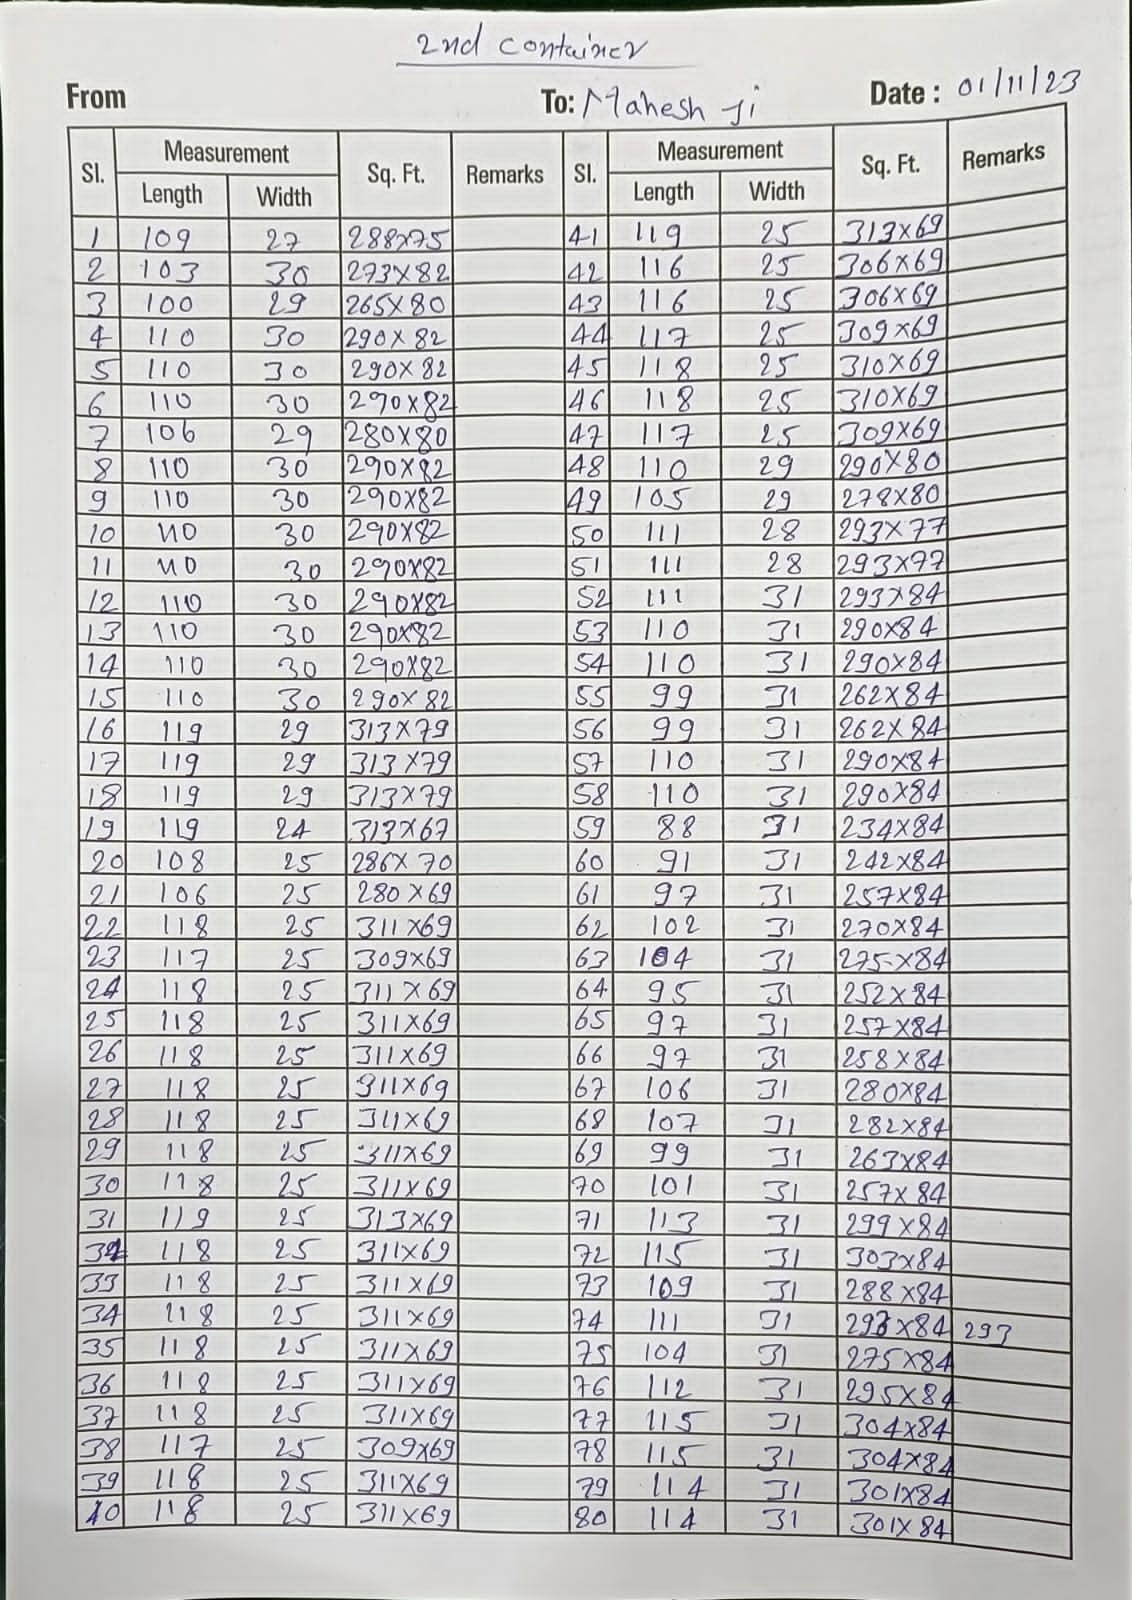 2nd container
From To: Mahesh Ji Date : 01/11/23
Sl. Measurement Sq. Ft. Remarks Sl. Measurement Sq. Ft. Remarks
Length Width Length Width
1 109 27 288x75 41 119 25 313x69
2 103 30 273x82 42 116 25 306x69
3 100 29 265x80 43 116 25 306x69
4 110 30 290x82 44 117 25 309x69
5 110 30 290x82 45 118 25 310x69
6 110 30 290x82 46 118 25 310x69
7 106 29 280x80 47 117 25 309x69
8 110 30 290x82 48 110 29 290x80
9 110 30 290x82 49 105 29 278x80
10 110 30 290x82 50 111 28 293x77
11 110 30 290x82 51 111 28 293x77
12 110 30 290x82 52 111 31 293x84
13 110 30 290x82 53 110 31 290x84
14 110 30 290x82 54 110 31 290x84
15 110 30 290x82 55 99 31 262x84
16 119 29 313x79 56 99 31 262x84
17 119 29 313x79 57 110 31 290x84
18 119 29 313x79 58 110 31 290x84
19 119 24 313x67 59 88 31 234x84
20 108 25 286x70 60 91 31 242x84
21 106 25 280x69 61 97 31 257x84
22 118 25 311x69 62 102 31 270x84
23 117 25 309x69 63 104 31 275x84
24 118 25 311x69 64 95 31 252x84
25 118 25 311x69 65 97 31 257x84
26 118 25 311x69 66 97 31 258x84
27 118 25 311x69 67 106 31 280x84
28 118 25 311x69 68 107 31 282x84
29 118 25 311x69 69 99 31 263x84
30 118 25 311x69 70 101 31 257x84
31 119 25 313x69 71 113 31 299x84
32 118 25 311x69 72 115 31 303x84
33 118 25 311x69 73 109 31 288x84
34 118 25 311x69 74 111 31 293x84 293
35 118 25 311x69 75 104 31 275x84
36 118 25 311x69 76 112 31 295x84
37 118 25 311x69 77 115 31 304x84
38 117 25 309x69 78 115 31 304x84
39 118 25 311x69 79 114 31 301x84
40 118 25 311x69 80 114 31 301x84